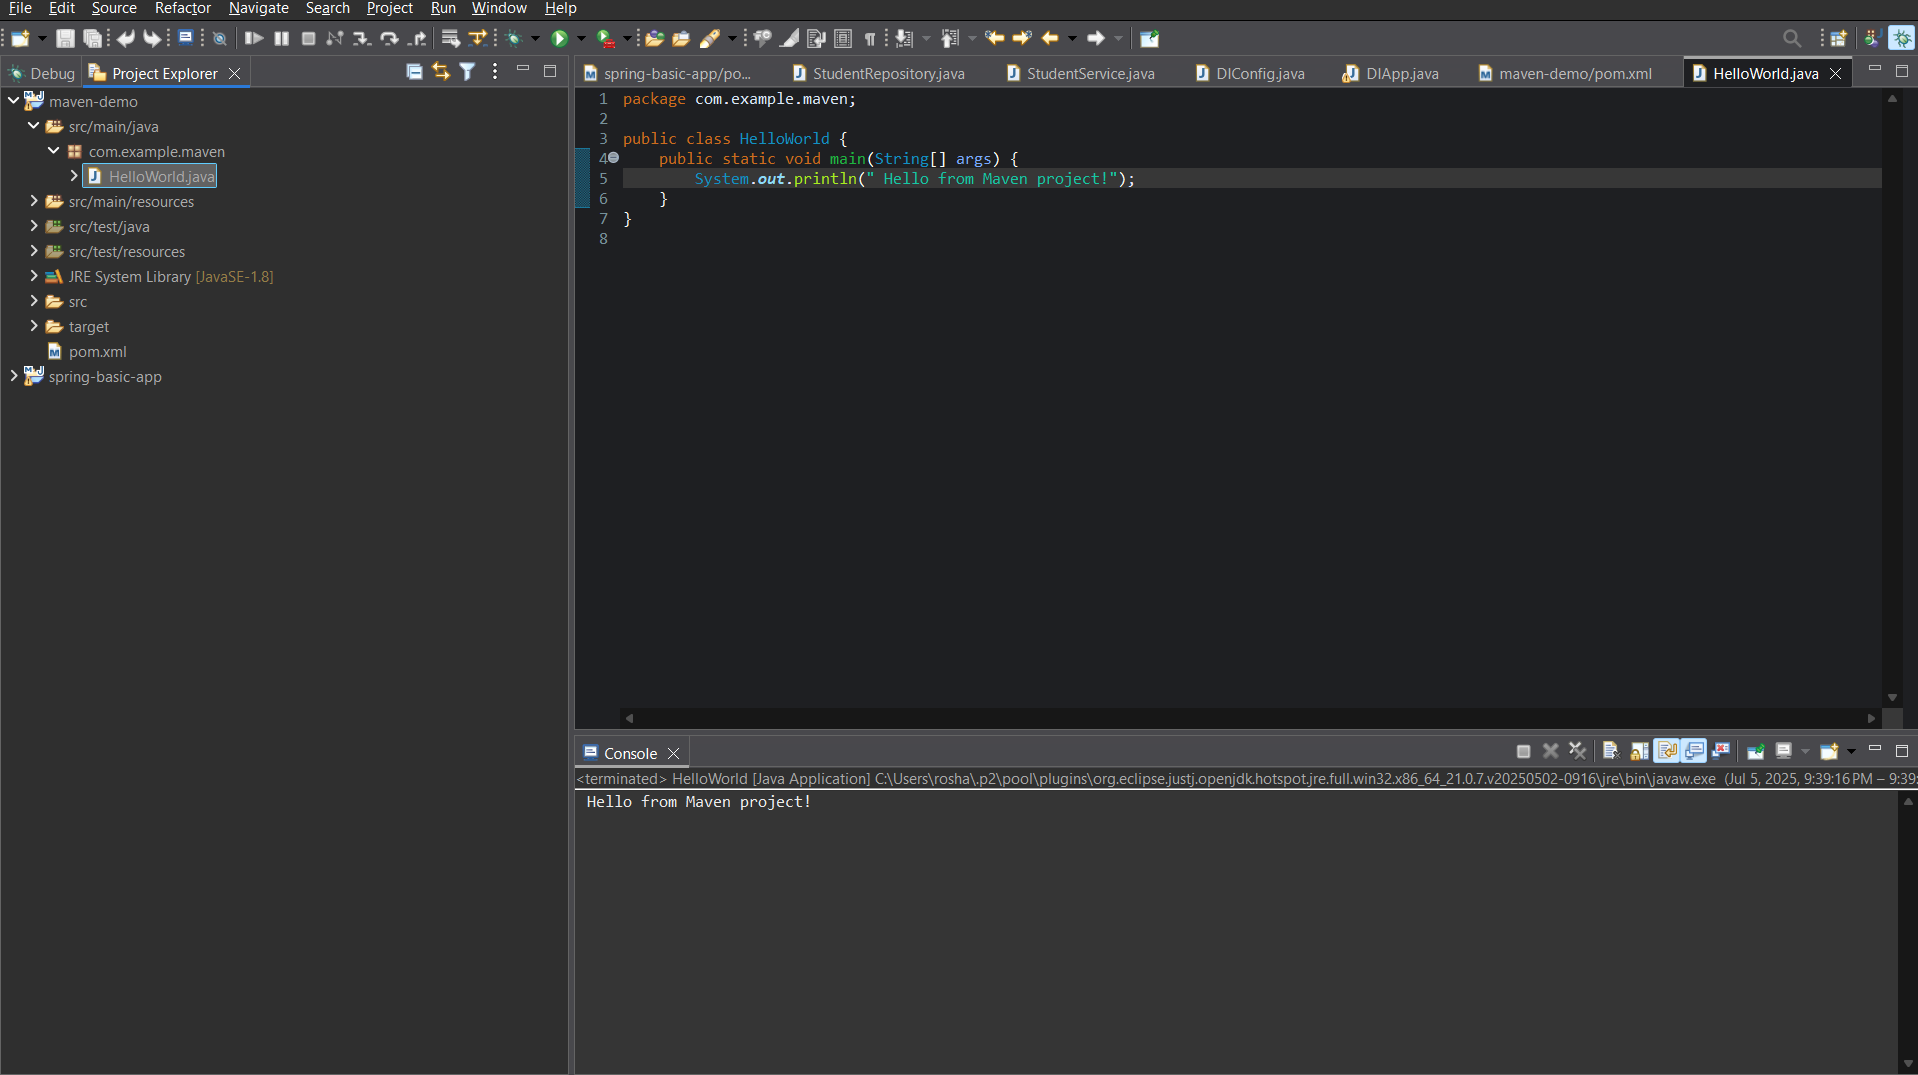 File Edit Source Refactor Navigate Search Project Run Window Help
Debug Project Explorer
maven-demo
src/main/java
com.example.maven
HelloWorld.java
src/main/resources
src/test/java
src/test/resources
JRE System Library [JavaSE-1.8]
src
target
pom.xml
spring-basic-app
spring-basic-app/po... StudentRepository.java StudentService.java DIConfig.java DIApp.java maven-demo/pom.xml HelloWorld.java
1 package com.example.maven;
2
3 public class HelloWorld {
4 public static void main(String[] args) {
5 System.out.println(" Hello from Maven project!");
6 }
7 }
8
Console
<terminated> HelloWorld [Java Application] C:\Users\rosha\.p2\pool\plugins\org.eclipse.justj.openjdk.hotspot.jre.full.win32.x86_64_21.0.7.v20250502-0916\jre\bin\javaw.exe (Jul 5, 2025, 9:39:16 PM – 9:39:
Hello from Maven project!